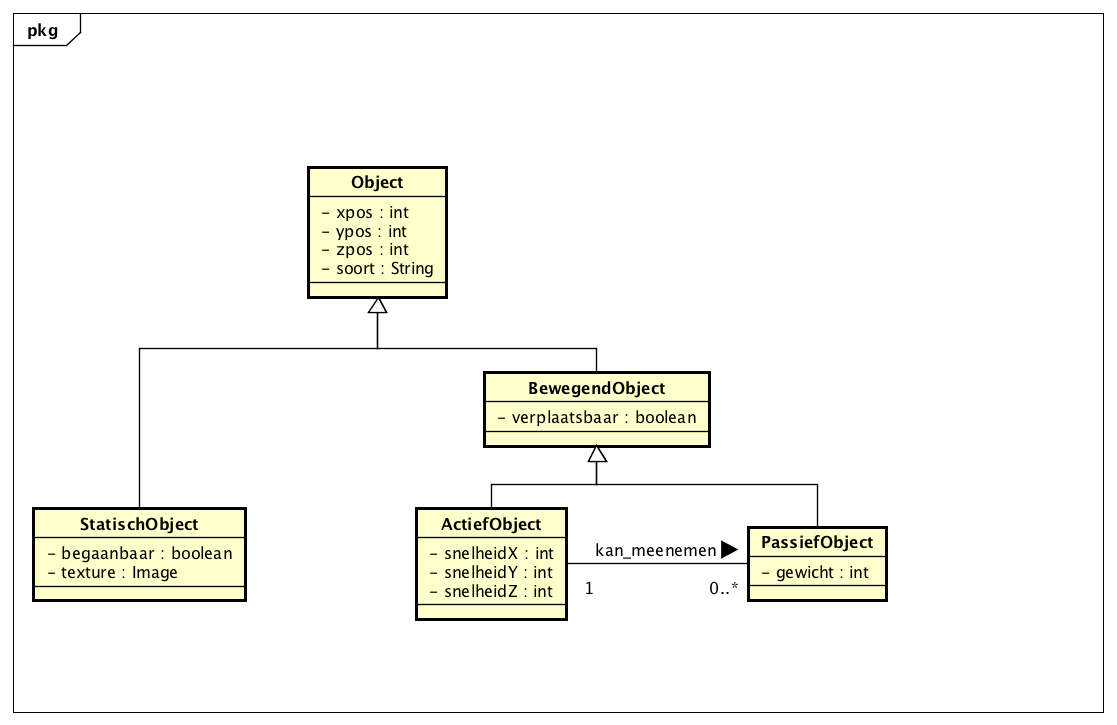 pkg
Object
- xpos : int
- ypos : int
- zpos : int
- soort : String
BewegendObject
- verplaatsbaar : boolean
StatischObject
- begaanbaar : boolean
- texture : Image
ActiefObject
- snelheidX : int
- snelheidY : int
- snelheidZ : int
kan_meenemen
1
0..*
PassiefObject
- gewicht : int